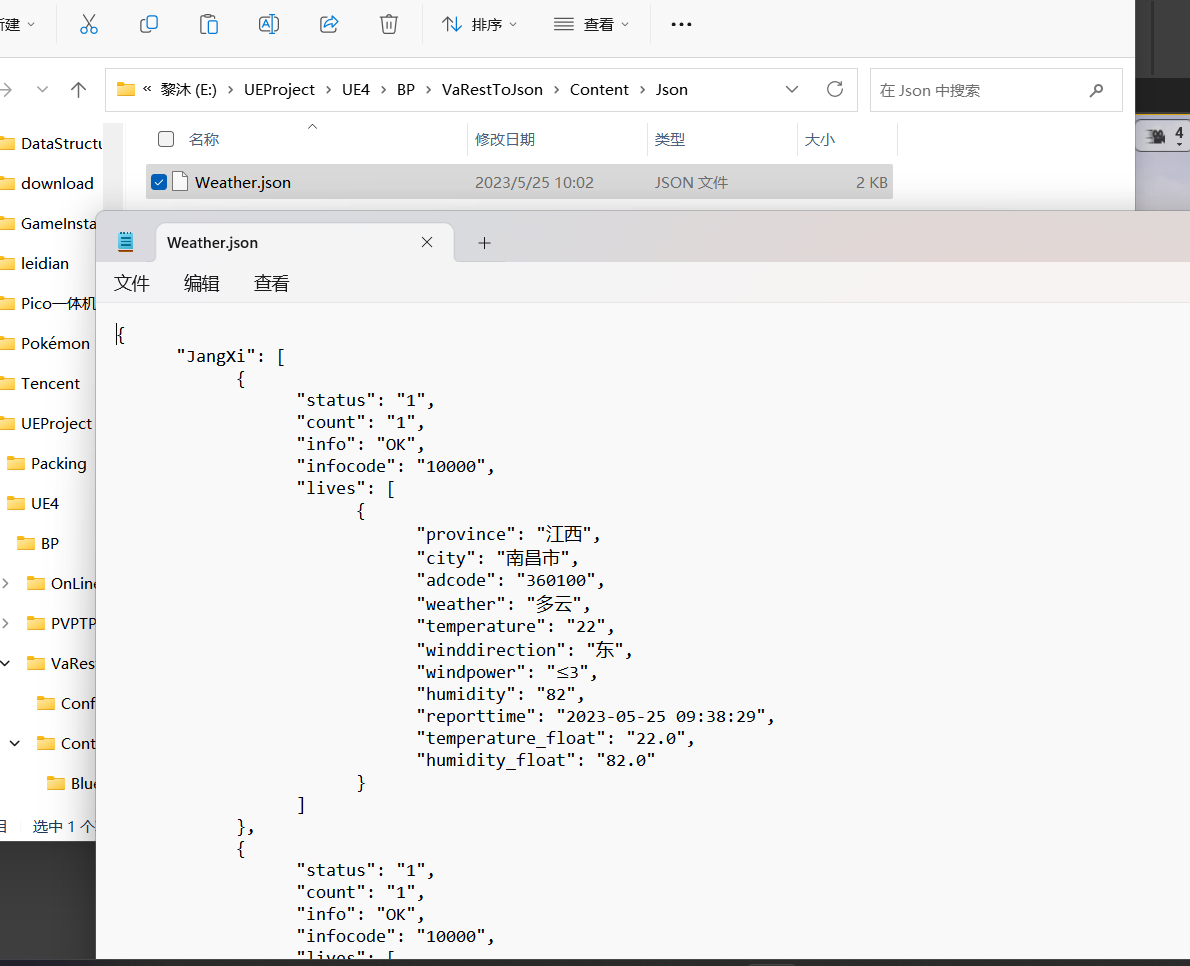 新建
排序
查看
« 黎沐 (E:) › UEProject › UE4 › BP › VaRestToJson › Content › Json
在 Json 中搜索
名称 修改日期 类型 大小
Weather.json 2023/5/25 10:02 JSON 文件 2 KB
4
DataStructu
download
GameInsta
leidian
Pico一体机
Pokémon
Tencent
UEProject
Packing
UE4
BP
OnLine
PVPTP
VaRes
Conf
Cont
Blue
选中 1 个
Weather.json
文件 编辑 查看
{
"JangXi": [
{
"status": "1",
"count": "1",
"info": "OK",
"infocode": "10000",
"lives": [
{
"province": "江西",
"city": "南昌市",
"adcode": "360100",
"weather": "多云",
"temperature": "22",
"winddirection": "东",
"windpower": "≤3",
"humidity": "82",
"reporttime": "2023-05-25 09:38:29",
"temperature_float": "22.0",
"humidity_float": "82.0"
}
]
},
{
"status": "1",
"count": "1",
"info": "OK",
"infocode": "10000",
"lives": [